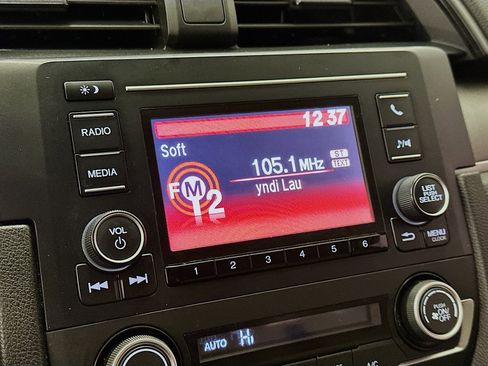 12 37
Soft
105.1 MHz
ST
TEXT
yndi Lau
FM
2
RADIO
MEDIA
VOL
LIST
PUSH
SELECT
MENU
CLOCK
1 2 3 4 5 6
PUSH
ON/
OFF
AUTO Hi
A/C